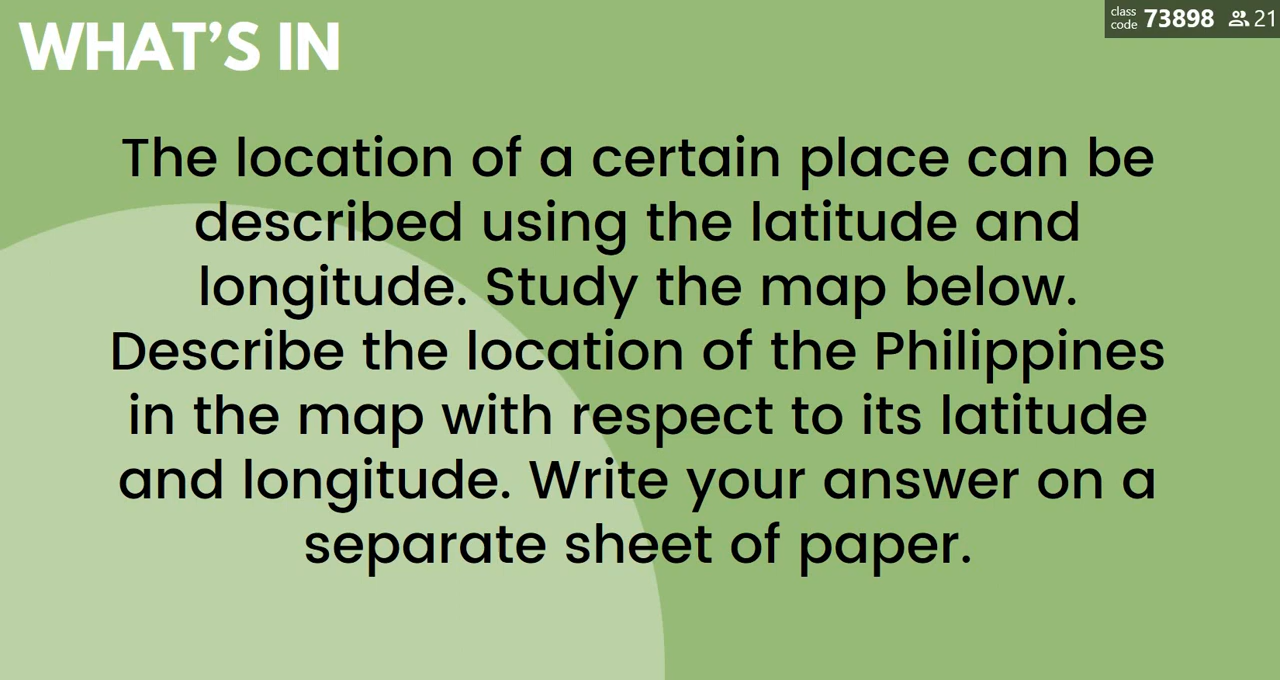 WHAT'S IN
class
code 73898 21
The location of a certain place can be
described using the latitude and
longitude. Study the map below.
Describe the location of the Philippines
in the map with respect to its latitude
and longitude. Write your answer on a
separate sheet of paper.